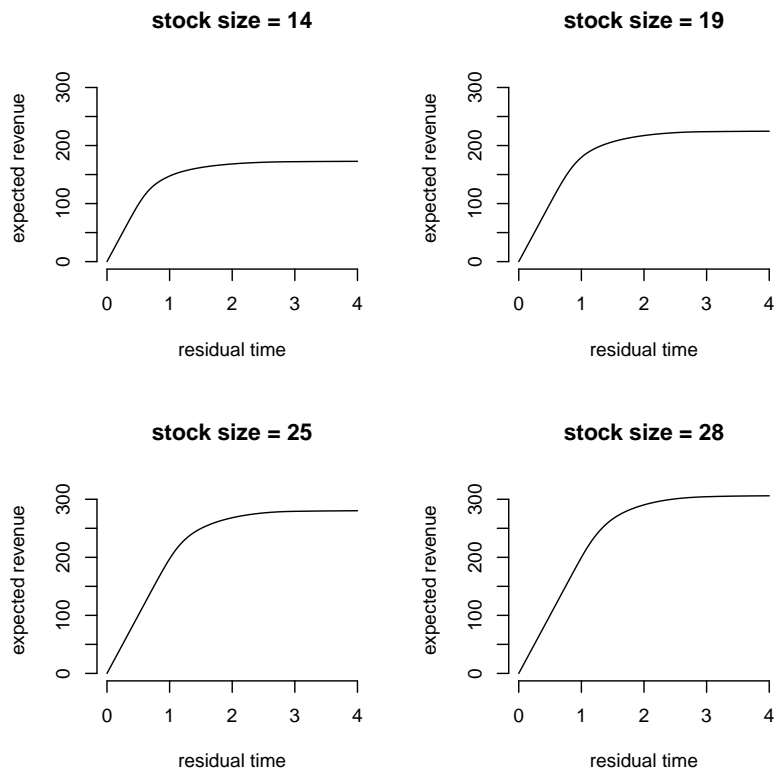 stock size = 14
expected revenue
0 100 200 300
0 1 2 3 4
residual time
stock size = 19
expected revenue
0 100 200 300
0 1 2 3 4
residual time
stock size = 25
expected revenue
0 100 200 300
0 1 2 3 4
residual time
stock size = 28
expected revenue
0 100 200 300
0 1 2 3 4
residual time